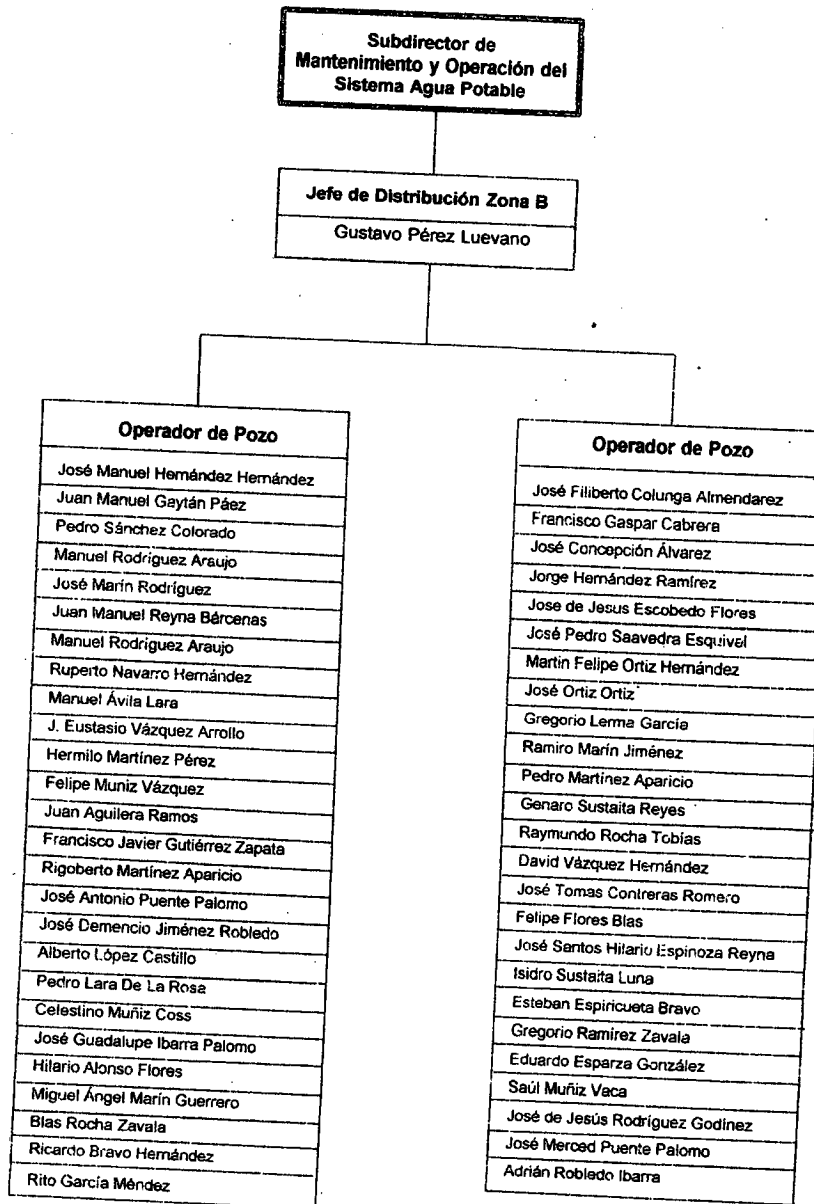 Subdirector de
Mantenimiento y Operación del
Sistema Agua Potable
Jefe de Distribución Zona B
Gustavo Pérez Luevano
Operador de Pozo
José Manuel Hernández Hernández
Juan Manuel Gaytán Páez
Pedro Sánchez Colorado
Manuel Rodríguez Araujo
José Marín Rodríguez
Juan Manuel Reyna Bárcenas
Manuel Rodríguez Araujo
Ruperto Navarro Hernández
Manuel Ávila Lara
J. Eustasio Vázquez Arrollo
Hermilo Martínez Pérez
Felipe Muniz Vázquez
Juan Aguilera Ramos
Francisco Javier Gutiérrez Zapata
Rigoberto Martínez Aparicio
José Antonio Puente Palomo
José Demencio Jiménez Robledo
Alberto López Castillo
Pedro Lara De La Rosa
Celestino Muñiz Coss
José Guadalupe Ibarra Palomo
Hilario Alonso Flores
Miguel Ángel Marín Guerrero
Blas Rocha Zavala
Ricardo Bravo Hernández
Rito García Méndez
Operador de Pozo
José Filiberto Colunga Almendarez
Francisco Gaspar Cabrera
José Concepción Álvarez
Jorge Hernández Ramírez
Jose de Jesus Escobedo Flores
José Pedro Saavedra Esquivel
Martin Felipe Ortiz Hernández
José Ortiz Ortiz
Gregorio Lerma García
Ramiro Marín Jiménez
Pedro Martínez Aparicio
Genaro Sustaita Reyes
Raymundo Rocha Tobías
David Vázquez Hernández
José Tomas Contreras Romero
Felipe Flores Blas
José Santos Hilario Espinoza Reyna
Isidro Sustaita Luna
Esteban Espiricueta Bravo
Gregorio Ramirez Zavala
Eduardo Esparza González
Saúl Muñiz Vaca
José de Jesús Rodríguez Godínez
José Merced Puente Palomo
Adrián Robledo Ibarra